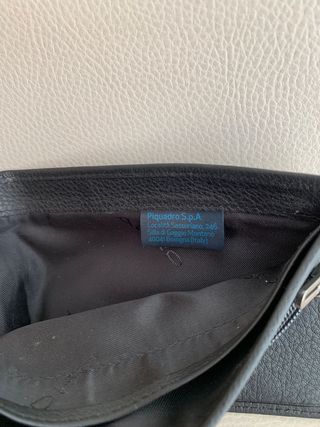 Piquadro S.p.A
Località Sassuriano, 246
Silla di Gaggio Montano
40041 Bologna (Italy)